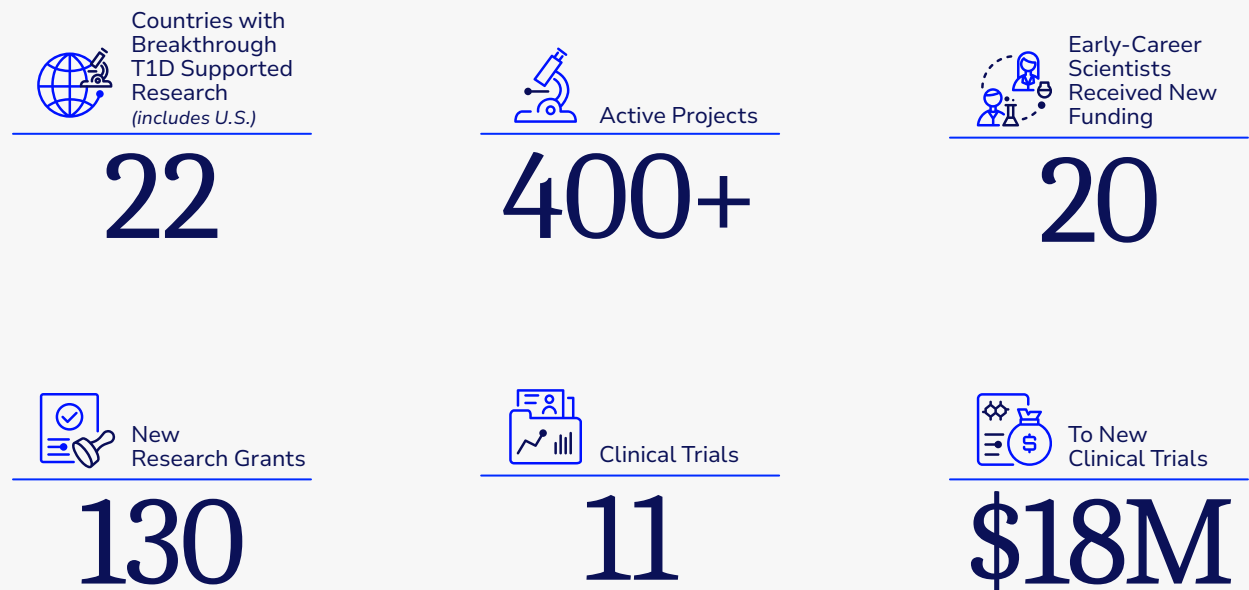 Countries with
Breakthrough
T1D Supported
Research
(includes U.S.)
22
Active Projects
400+
Early-Career
Scientists
Received New
Funding
20
New
Research Grants
130
Clinical Trials
11
To New
Clinical Trials
$18M